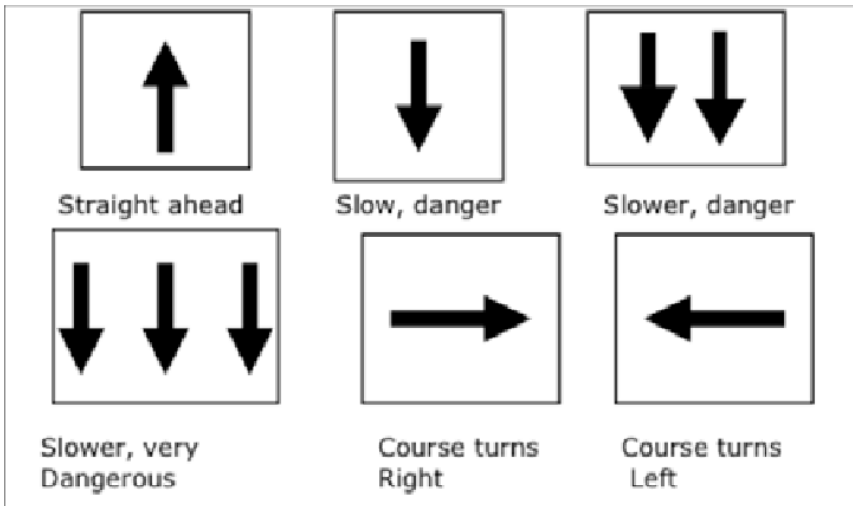 Straight ahead
Slow, danger
Slower, danger
Slower, very
Dangerous
Course turns
Right
Course turns
Left